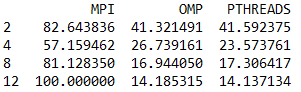 MPI OMP PTHREADS
2 82.643836 41.321491 41.592375
4 57.159462 26.739161 23.573761
8 81.128350 16.944050 17.306417
12 100.000000 14.185315 14.137134